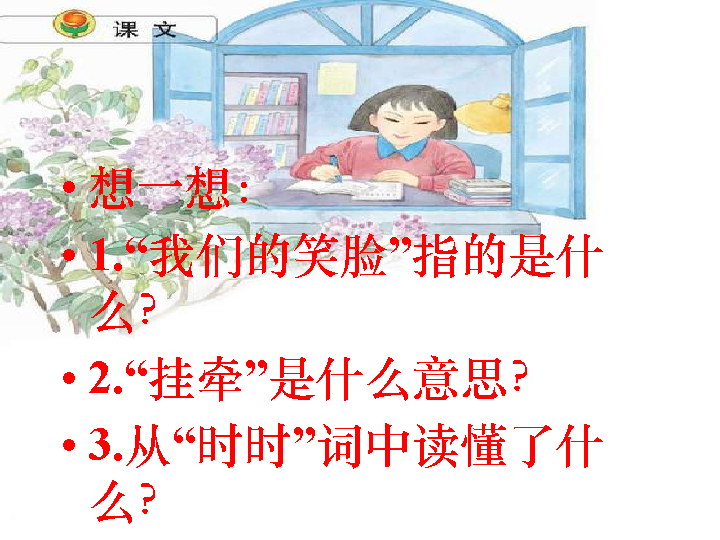 课 文
• 想一想：
• 1.“我们的笑脸”指的是什
么？
• 2.“挂牵”是什么意思？
• 3.从“时时”词中读懂了什
么？